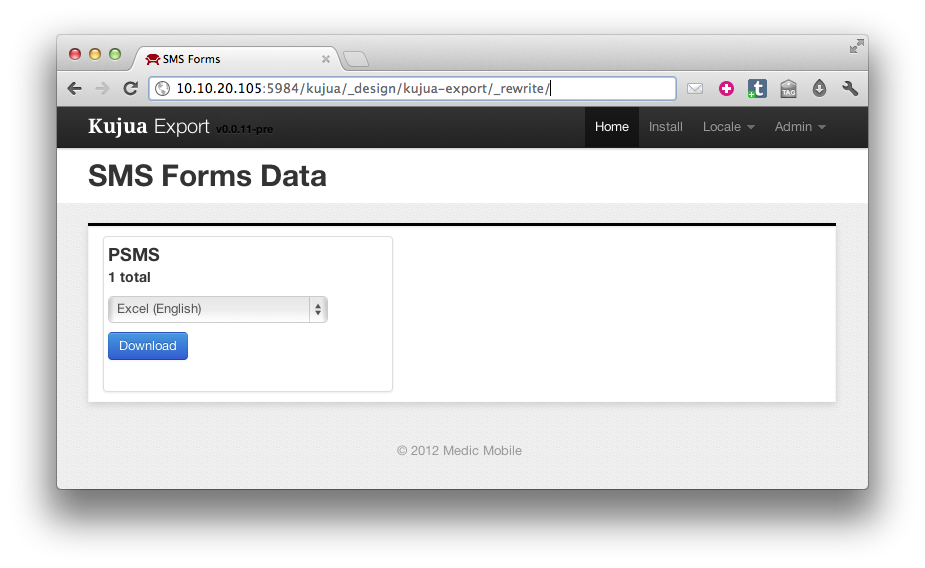 SMS Forms
10.10.20.105:5984/kujua/_design/kujua-export/_rewrite/
TAG
Kujua Export v0.0.11-pre
Home Install Locale Admin
SMS Forms Data
PSMS
1 total
Excel (English)
Download
© 2012 Medic Mobile